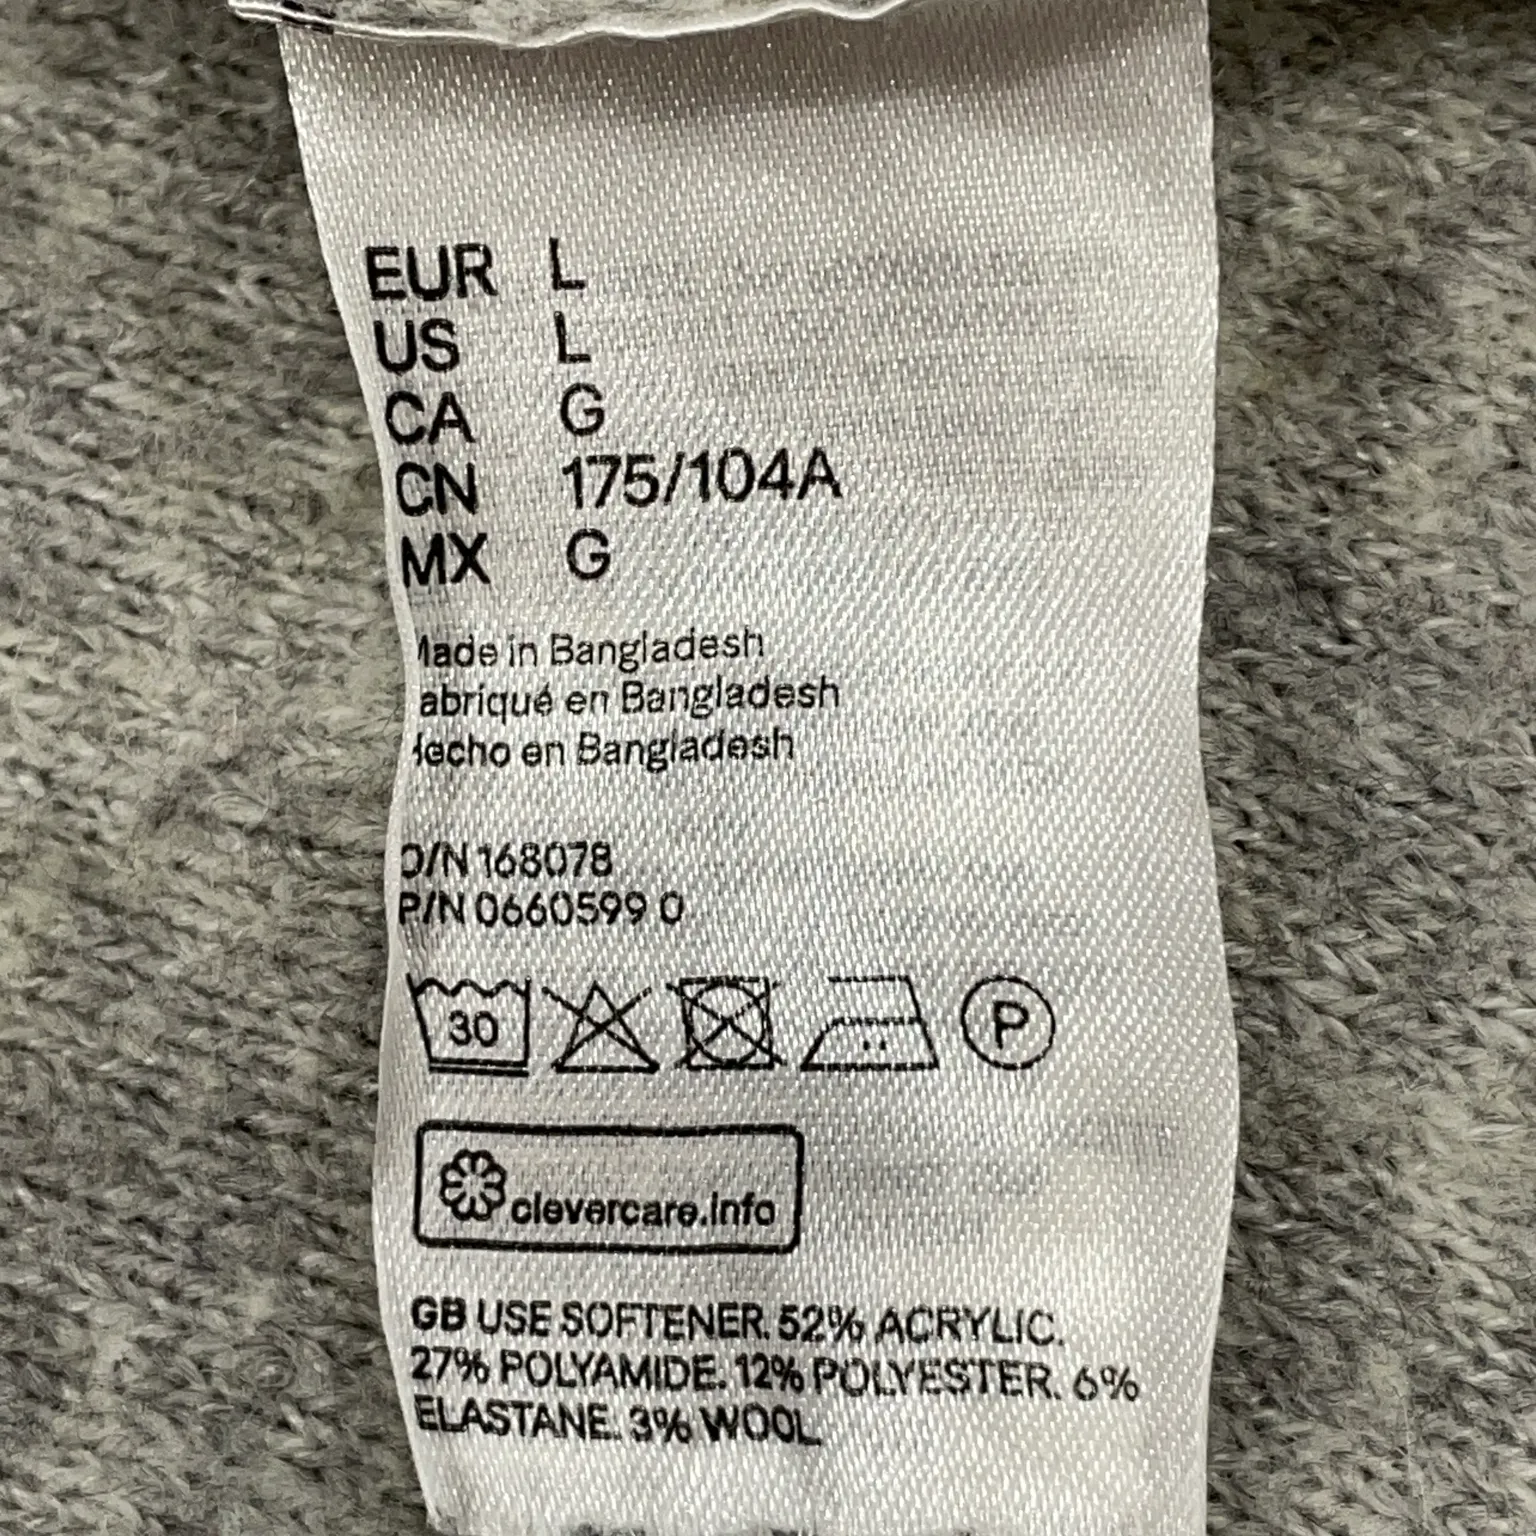 EUR L
US L
CA G
CN 175/104A
MX G
Made in Bangladesh
abriqué en Bangladesh
Hecho en Bangladesh
O/N 168078
P/N 0660599 0
30
P
clevercare.info
GB USE SOFTENER. 52% ACRYLIC.
27% POLYAMIDE. 12% POLYESTER. 6%
ELASTANE. 3% WOOL